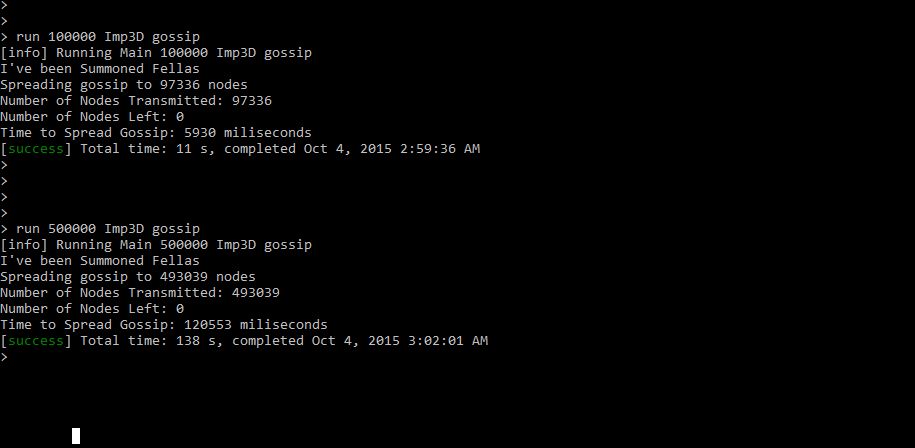 >
>
> run 100000 Imp3D gossip
[info] Running Main 100000 Imp3D gossip
I've been Summoned Fellas
Spreading gossip to 97336 nodes
Number of Nodes Transmitted: 97336
Number of Nodes Left: 0
Time to Spread Gossip: 5930 miliseconds
[success] Total time: 11 s, completed Oct 4, 2015 2:59:36 AM
>
>
>
>
> run 500000 Imp3D gossip
[info] Running Main 500000 Imp3D gossip
I've been Summoned Fellas
Spreading gossip to 493039 nodes
Number of Nodes Transmitted: 493039
Number of Nodes Left: 0
Time to Spread Gossip: 120553 miliseconds
[success] Total time: 138 s, completed Oct 4, 2015 3:02:01 AM
>